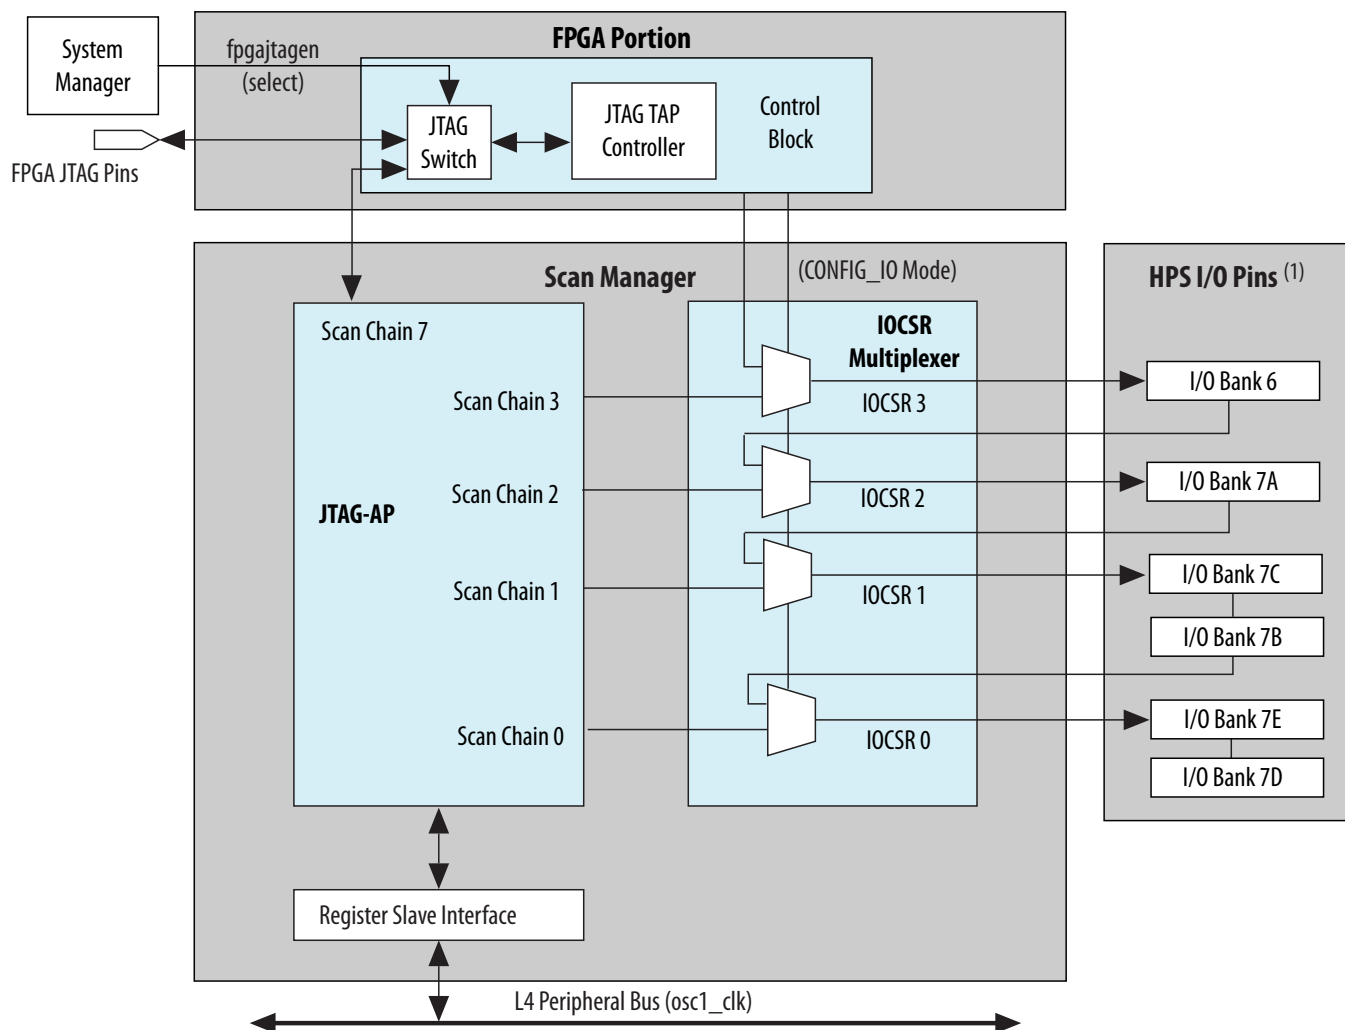 System
Manager
fpgajtagen
(select)
FPGA Portion
JTAG
Switch
JTAG TAP
Controller
Control
Block
FPGA JTAG Pins
Scan Manager
(CONFIG_IO Mode)
HPS I/O Pins (1)
Scan Chain 7
IOCSR
Multiplexer
Scan Chain 3
IOCSR 3
I/O Bank 6
Scan Chain 2
IOCSR 2
I/O Bank 7A
JTAG-AP
Scan Chain 1
IOCSR 1
I/O Bank 7C
I/O Bank 7B
Scan Chain 0
IOCSR 0
I/O Bank 7E
I/O Bank 7D
Register Slave Interface
L4 Peripheral Bus (osc1_clk)